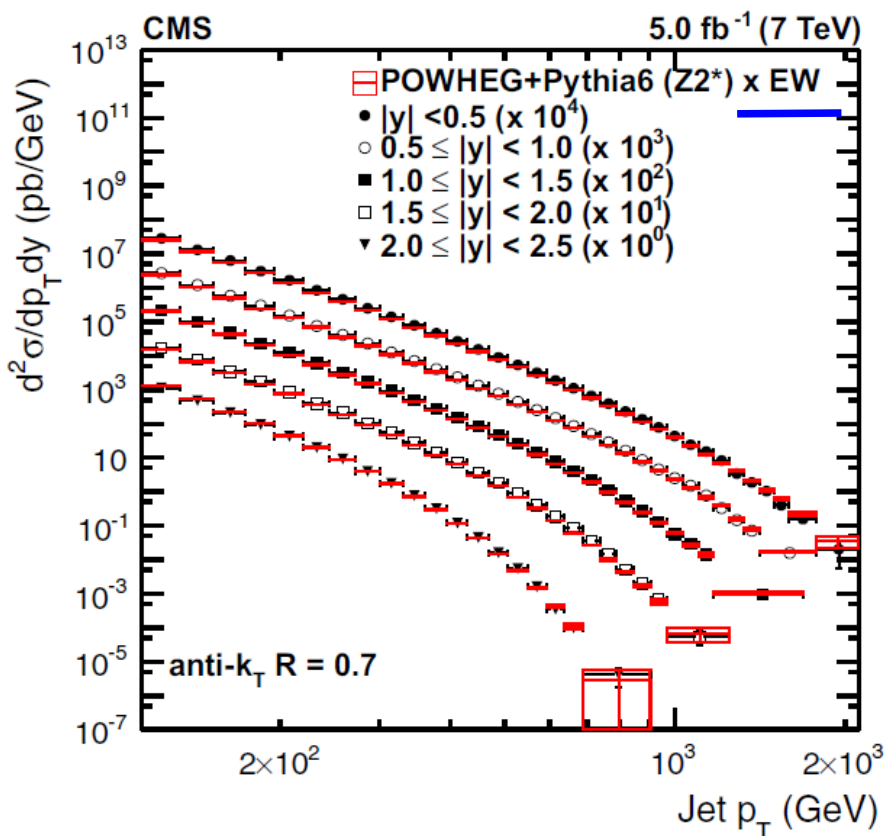 CMS 5.0 fb⁻¹ (7 TeV)
POWHEG+Pythia6 (Z2*) x EW
|y| <0.5 (x 10⁴)
0.5 ≤ |y| < 1.0 (x 10³)
1.0 ≤ |y| < 1.5 (x 10²)
1.5 ≤ |y| < 2.0 (x 10¹)
2.0 ≤ |y| < 2.5 (x 10⁰)
d²σ/dp_T dy (pb/GeV)
10¹³
10¹¹
10⁹
10⁷
10⁵
10³
10
10⁻¹
10⁻³
10⁻⁵
10⁻⁷
anti-k_T R = 0.7
2×10² 10³ 2×10³
Jet p_T (GeV)